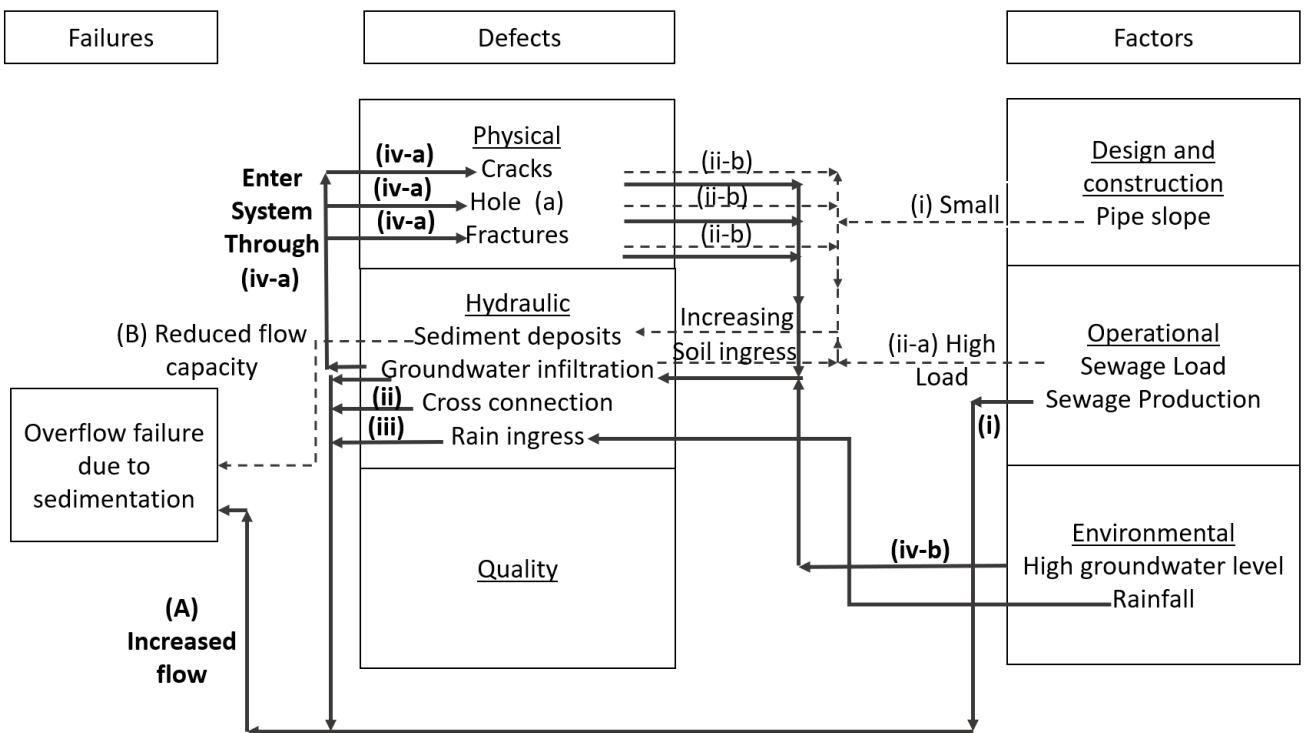 Failures
Defects
Factors
Physical
Cracks
Hole (a)
Fractures
(iv-a)
(iv-a)
(iv-a)
Enter
System
Through
(iv-a)
(ii-b)
(ii-b)
(ii-b)
(i) Small
Design and
construction
Pipe slope
Hydraulic
Sediment deposits
Groundwater infiltration
Cross connection
Rain ingress
(ii)
(iii)
Increasing
Soil ingress
(ii-a) High
Load
Operational
Sewage Load
Sewage Production
(i)
(B) Reduced flow
capacity
Overflow failure
due to
sedimentation
Quality
(iv-b)
Environmental
High groundwater level
Rainfall
(A)
Increased
flow